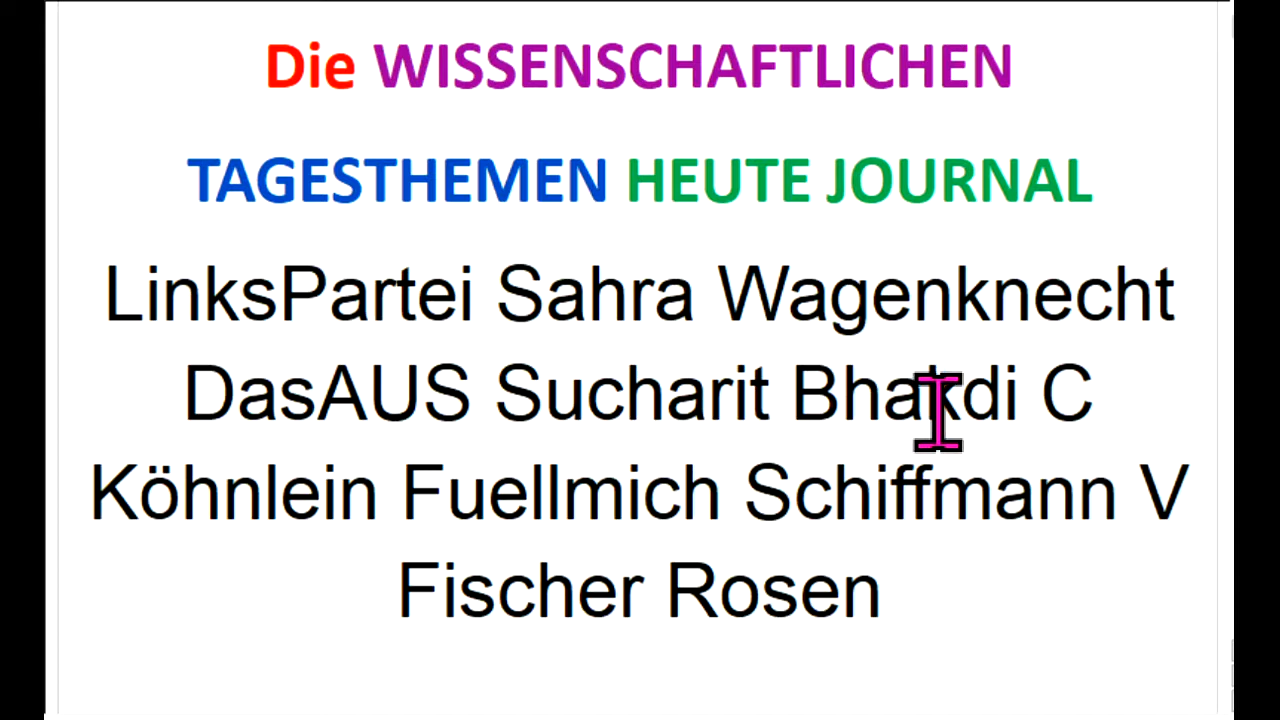 Die WISSENSCHAFTLICHEN
TAGESTHEMEN HEUTE JOURNAL
LinksPartei Sahra Wagenknecht
DasAUS Sucharit Bhakdi C
Köhnlein Fuellmich Schiffmann V
Fischer Rosen